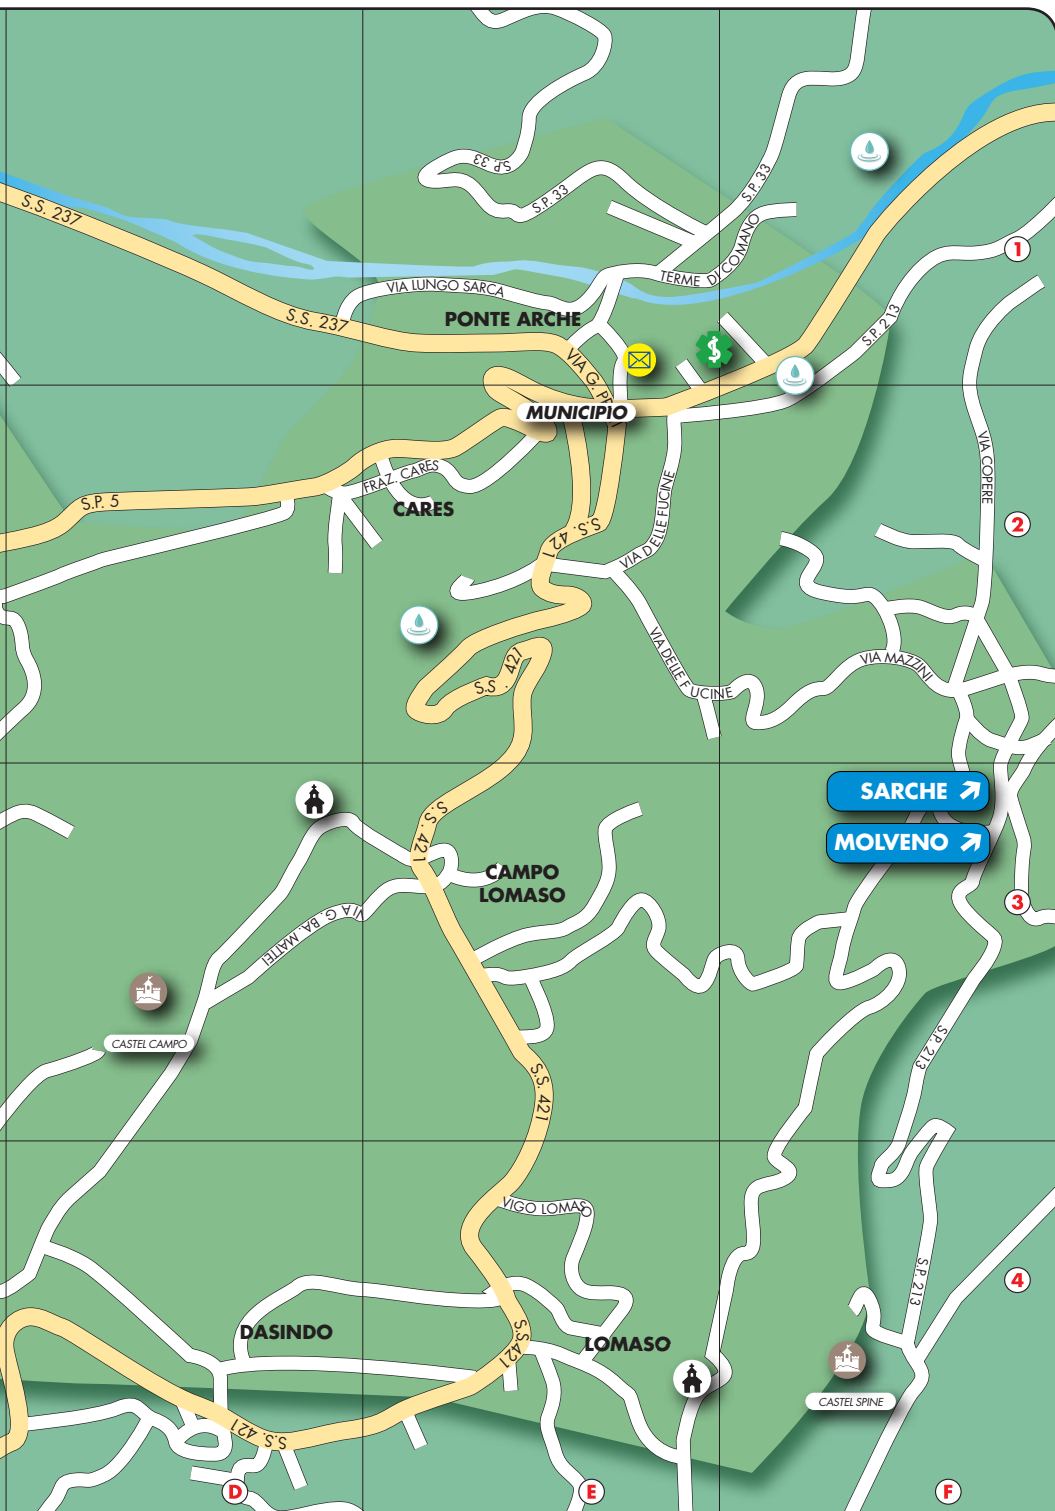 S.P. 33
S.P. 33
S.P. 33
S.S. 237
TERME DI COMANO
1
VIA LUNGO SARCA
S.S. 237
PONTE ARCHE
S.P. 213
VIA G. PR
MUNICIPIO
VIA COPERE
FRAZ. CARES
S.P. 5
CARES
VIA DELLE FUCINE
2
S.S. 421
VIA DELLE FUCINE
VIA MAZZINI
S.S. 421
SARCHE
MOLVENO
S.S. 421
CAMPO
LOMASO
3
VIA G. BA. MATTEI
CASTEL CAMPO
S.P. 213
S.S. 421
VIGO LOMASO
S.P. 213
4
DASINDO
S.S. 421
LOMASO
CASTEL SPINE
S.S. 421
D
E
F